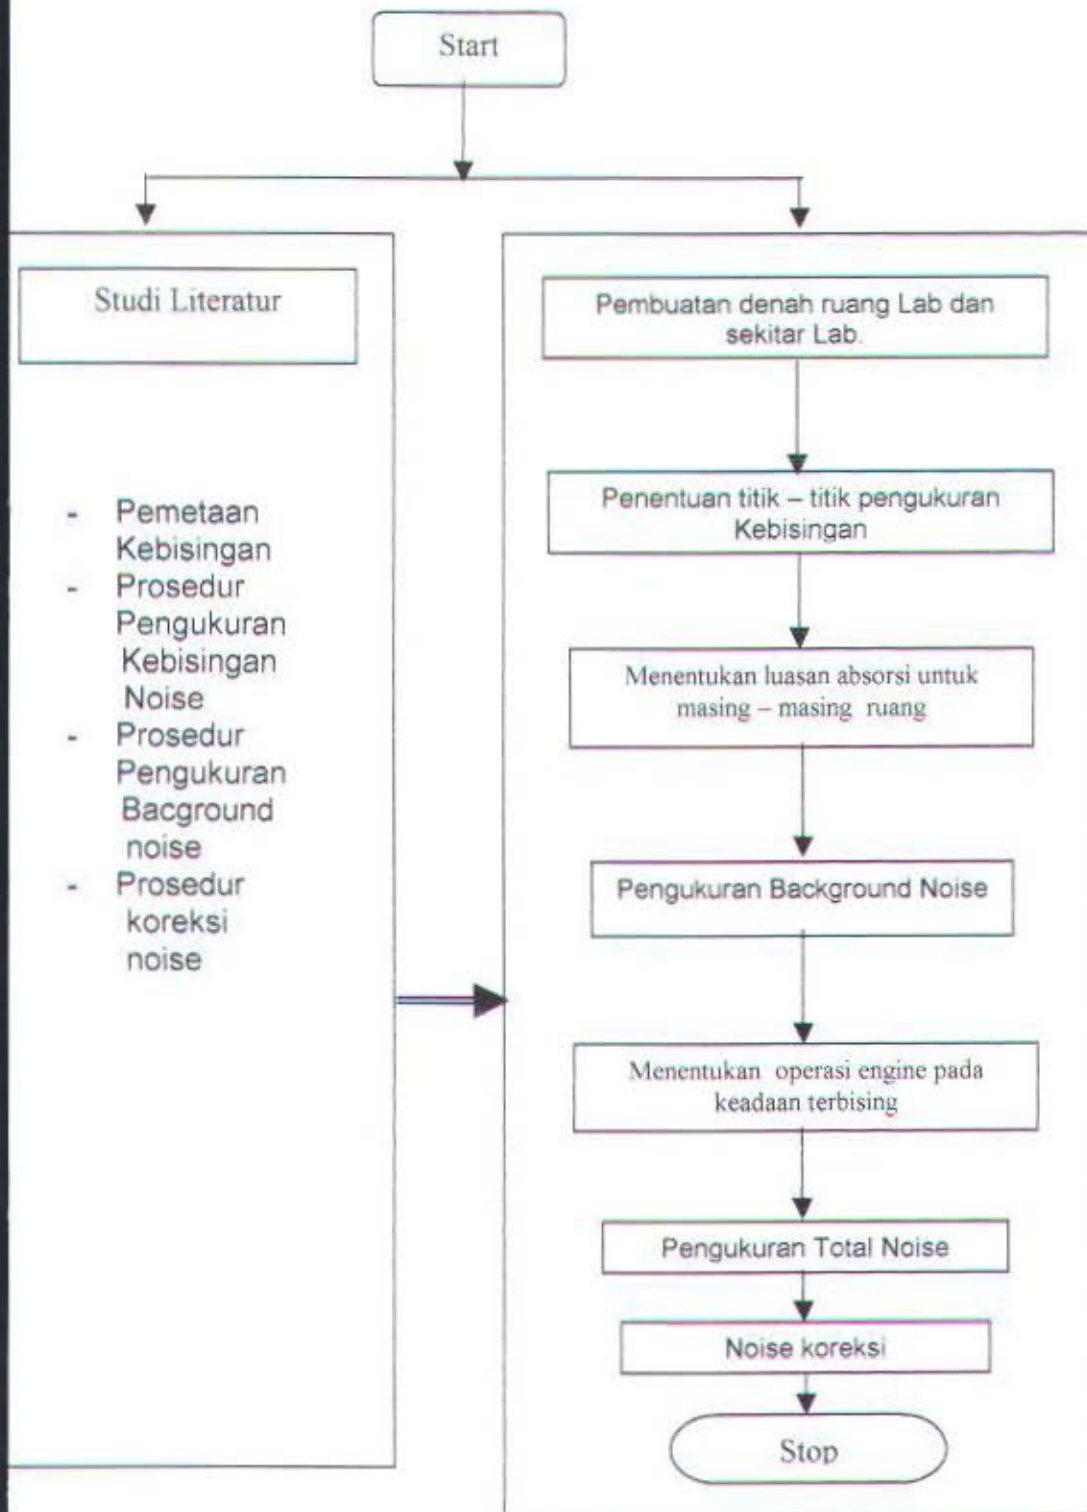 Start
Studi Literatur
- Pemetaan
Kebisingan
- Prosedur
Pengukuran
Kebisingan
Noise
- Prosedur
Pengukuran
Bacground
noise
- Prosedur
koreksi
noise
Pembuatan denah ruang Lab dan
sekitar Lab.
Penentuan titik – titik pengukuran
Kebisingan
Menentukan luasan absorsi untuk
masing – masing ruang
Pengukuran Background Noise
Menentukan operasi engine pada
keadaan terbising
Pengukuran Total Noise
Noise koreksi
Stop